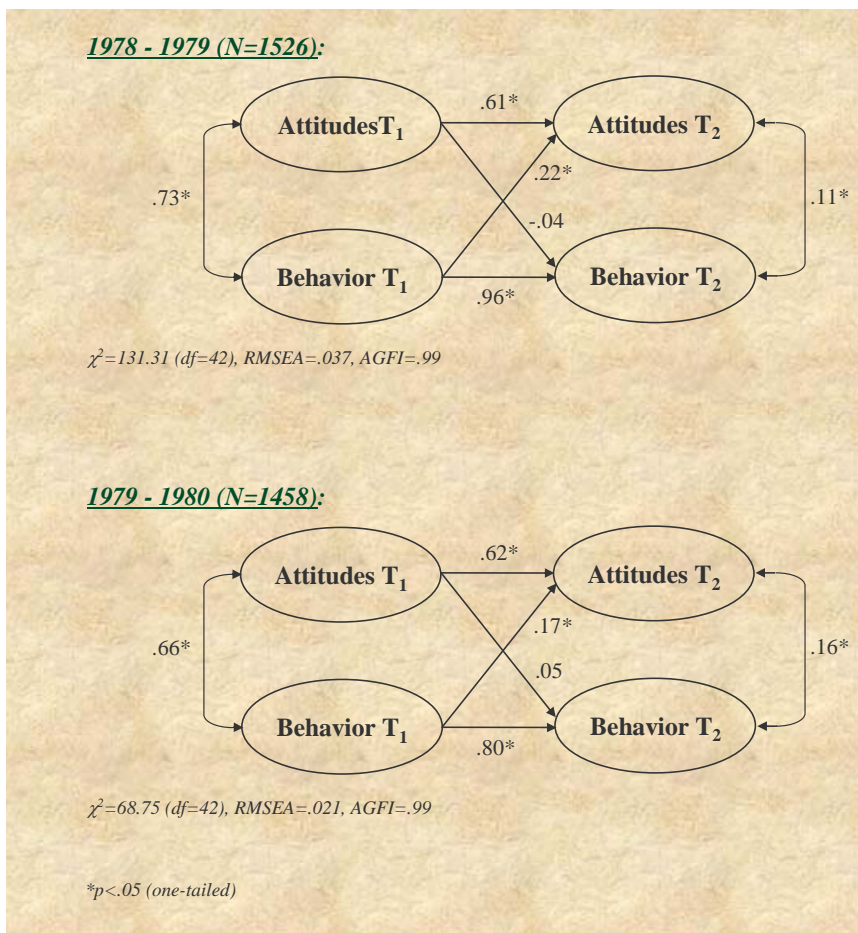 1978 - 1979 (N=1526):
.61*
AttitudesT1
Attitudes T2
.22*
.73*
.11*
-.04
Behavior T1
Behavior T2
.96*
χ2=131.31 (df=42), RMSEA=.037, AGFI=.99
1979 - 1980 (N=1458):
.62*
Attitudes T1
Attitudes T2
.17*
.66*
.16*
.05
Behavior T1
Behavior T2
.80*
χ2=68.75 (df=42), RMSEA=.021, AGFI=.99
*p<.05 (one-tailed)